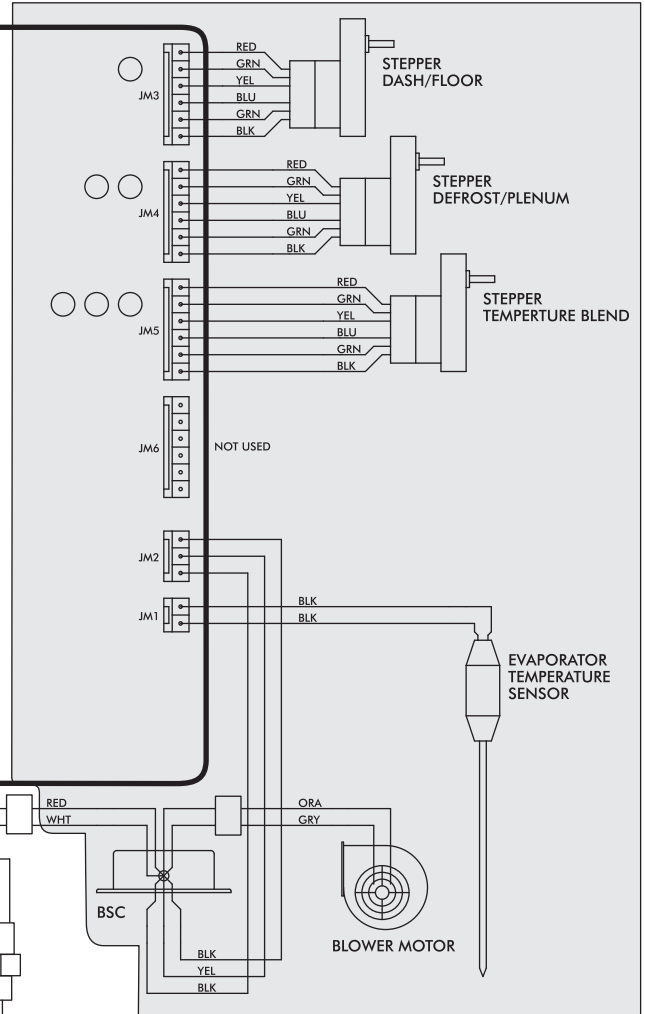 RED
GRN
YEL
BLU
GRN
BLK
JM3
STEPPER
DASH/FLOOR
RED
GRN
YEL
BLU
GRN
BLK
JM4
STEPPER
DEFROST/PLENUM
RED
GRN
YEL
BLU
GRN
BLK
JM5
STEPPER
TEMPERTURE BLEND
JM6
NOT USED
JM2
JM1
BLK
BLK
EVAPORATOR
TEMPERATURE
SENSOR
RED
WHT
ORA
GRY
BSC
BLOWER MOTOR
BLK
YEL
BLK